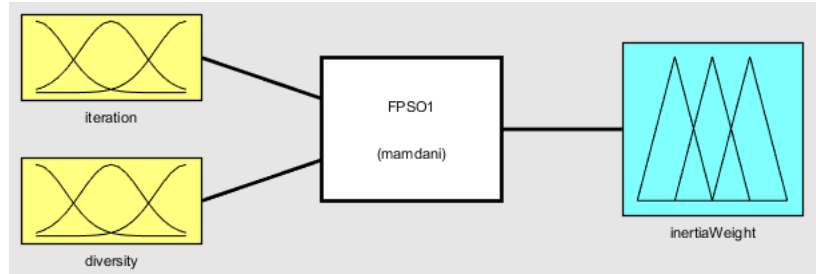 iteration
diversity
FPSO1
(mamdani)
inertiaWeight